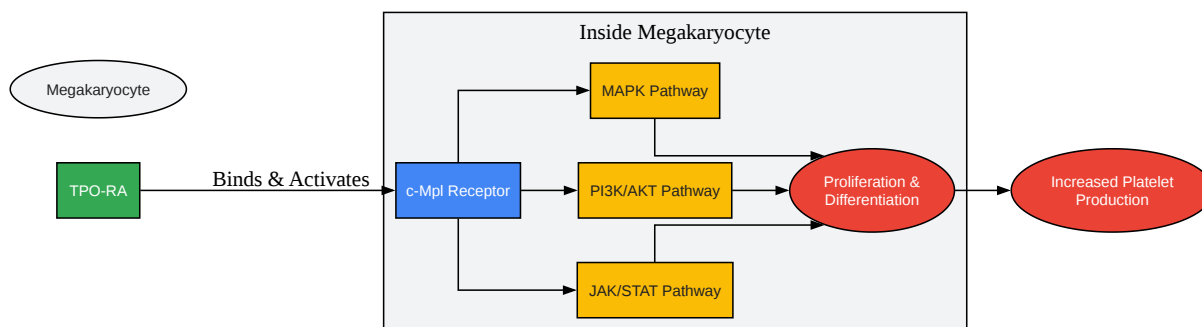 Inside Megakaryocyte
Megakaryocyte
MAPK Pathway
TPO-RA
Binds & Activates
c-Mpl Receptor
PI3K/AKT Pathway
Proliferation &
Differentiation
Increased Platelet
Production
JAK/STAT Pathway